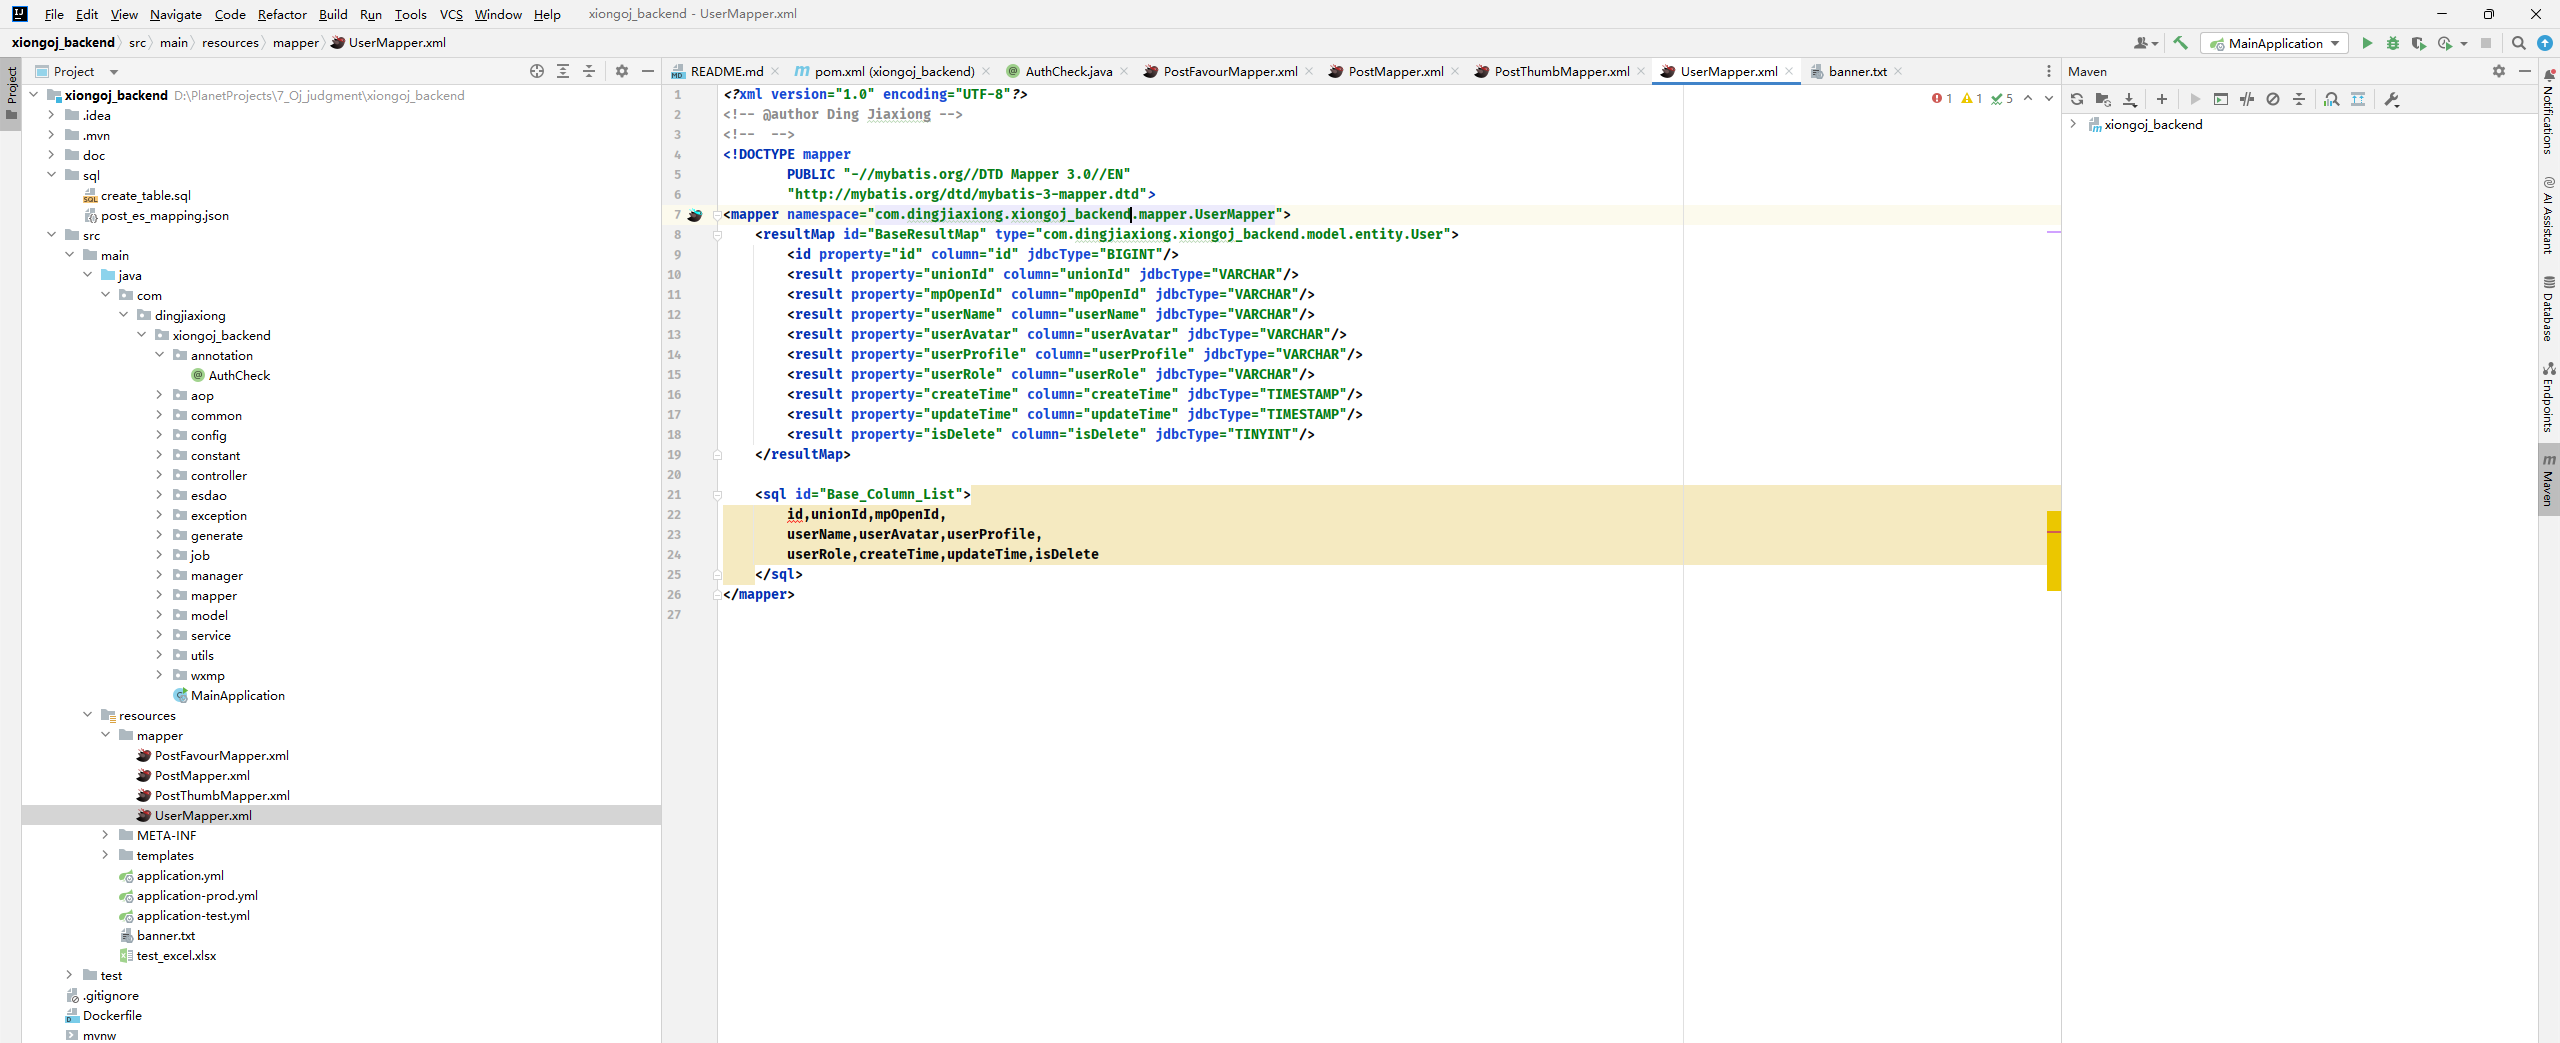 File Edit View Navigate Code Refactor Build Run Tools VCS Window Help xiongoj_backend - UserMapper.xml
xiongoj_backend src main resources mapper UserMapper.xml
MainApplication
Project
Project
README.md pom.xml (xiongoj_backend) AuthCheck.java PostFavourMapper.xml PostMapper.xml PostThumbMapper.xml UserMapper.xml banner.txt
Maven
xiongoj_backend D:\PlanetProjects\7_Oj_judgment\xiongoj_backend
.idea
.mvn
doc
sql
create_table.sql
post_es_mapping.json
src
main
java
com
dingjiaxiong
xiongoj_backend
annotation
AuthCheck
aop
common
config
constant
controller
esdao
exception
generate
job
manager
mapper
model
service
utils
wxmp
MainApplication
resources
mapper
PostFavourMapper.xml
PostMapper.xml
PostThumbMapper.xml
UserMapper.xml
META-INF
templates
application.yml
application-prod.yml
application-test.yml
banner.txt
test_excel.xlsx
test
.gitignore
Dockerfile
mvnw
1 <?xml version="1.0" encoding="UTF-8"?>
2 <!-- @author Ding Jiaxiong -->
3 <!--  -->
4 <!DOCTYPE mapper
5         PUBLIC "-//mybatis.org//DTD Mapper 3.0//EN"
6         "http://mybatis.org/dtd/mybatis-3-mapper.dtd">
7 <mapper namespace="com.dingjiaxiong.xiongoj_backend.mapper.UserMapper">
8     <resultMap id="BaseResultMap" type="com.dingjiaxiong.xiongoj_backend.model.entity.User">
9         <id property="id" column="id" jdbcType="BIGINT"/>
10         <result property="unionId" column="unionId" jdbcType="VARCHAR"/>
11         <result property="mpOpenId" column="mpOpenId" jdbcType="VARCHAR"/>
12         <result property="userName" column="userName" jdbcType="VARCHAR"/>
13         <result property="userAvatar" column="userAvatar" jdbcType="VARCHAR"/>
14         <result property="userProfile" column="userProfile" jdbcType="VARCHAR"/>
15         <result property="userRole" column="userRole" jdbcType="VARCHAR"/>
16         <result property="createTime" column="createTime" jdbcType="TIMESTAMP"/>
17         <result property="updateTime" column="updateTime" jdbcType="TIMESTAMP"/>
18         <result property="isDelete" column="isDelete" jdbcType="TINYINT"/>
19     </resultMap>
20
21     <sql id="Base_Column_List">
22         id,unionId,mpOpenId,
23         userName,userAvatar,userProfile,
24         userRole,createTime,updateTime,isDelete
25     </sql>
26 </mapper>
27
1 1 5
xiongoj_backend
Notifications
AI Assistant
Database
Endpoints
Maven